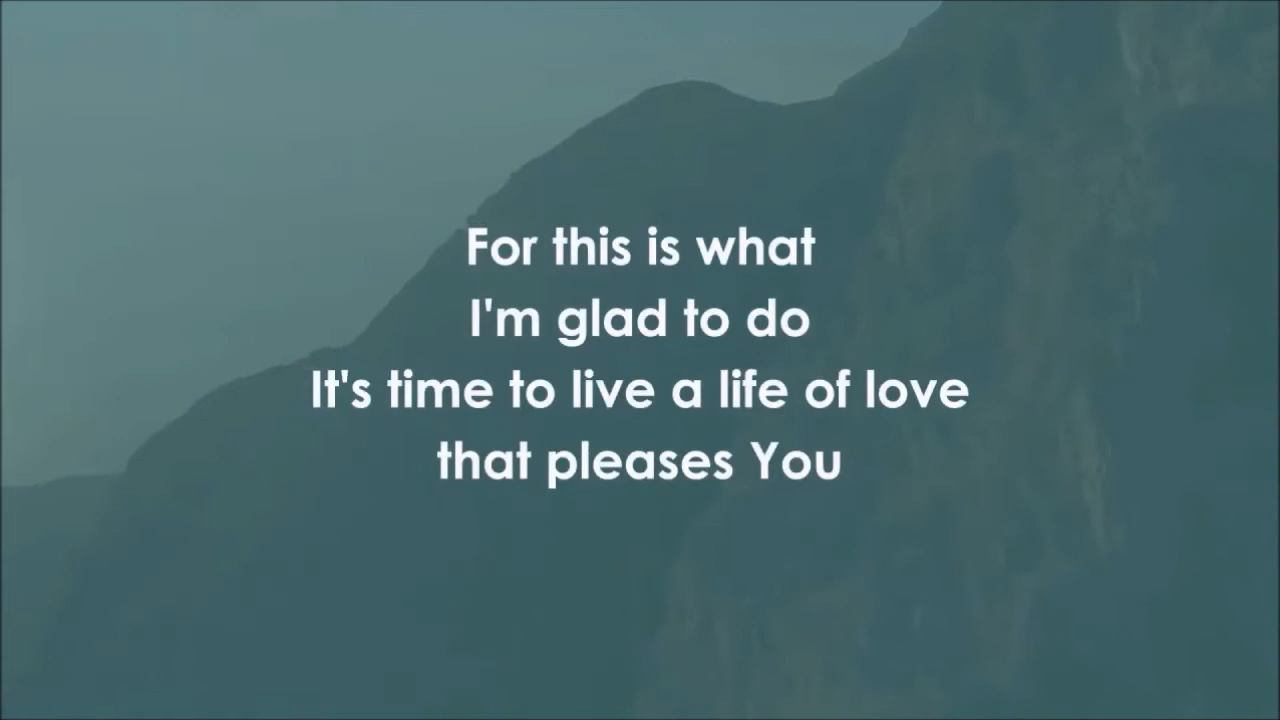 For this is what
I'm glad to do
It's time to live a life of love
that pleases You